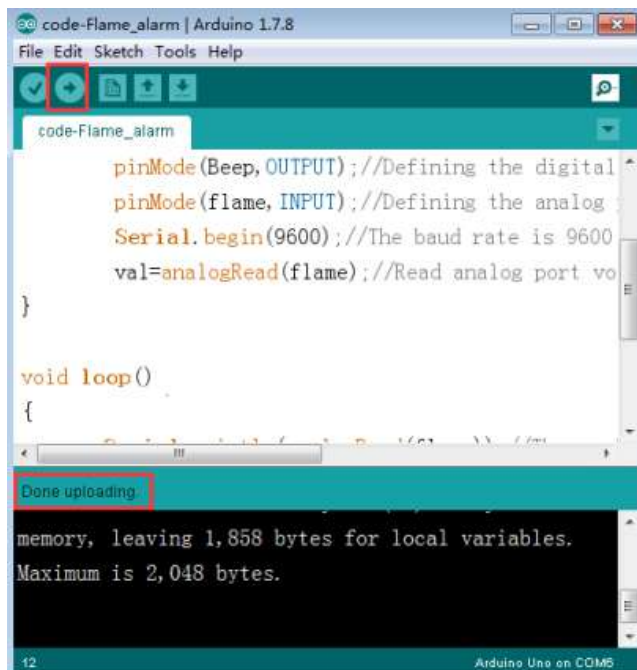 code-Flame_alarm | Arduino 1.7.8
File Edit Sketch Tools Help
code-Flame_alarm
pinMode(Beep,OUTPUT);//Defining the digital
pinMode(flame,INPUT);//Defining the analog
Serial.begin(9600);//The baud rate is 9600
val=analogRead(flame);//Read analog port vo
}
void loop()
{
Done uploading.
memory, leaving 1,858 bytes for local variables.
Maximum is 2,048 bytes.
12
Arduino Uno on COM6